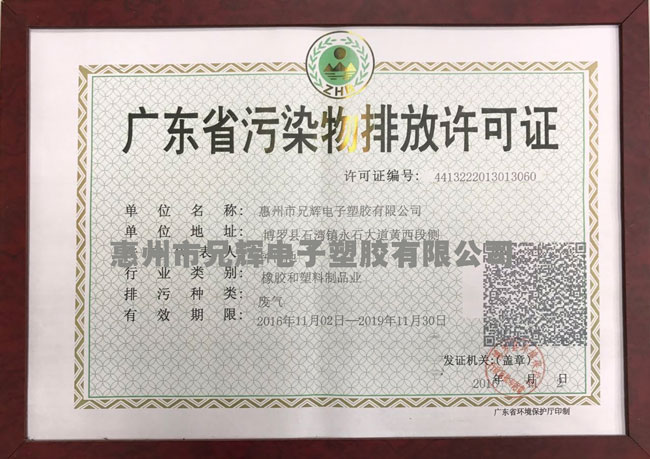 ZHB
广东省污染物排放许可证
许可证编号: 4413222013013060
单位名称: 惠州市兄辉电子塑胶有限公司
单位地址: 博罗县石湾镇永石大道黄西段侧
惠州市兄辉电子塑胶有限公司
表人
行业类别: 橡胶和塑料制品业
排污种类: 废气
有效期限: 2016年11月02日—2019年11月30日
发证机关:(盖章)
2016年 月 日
广东省环境保护厅印制